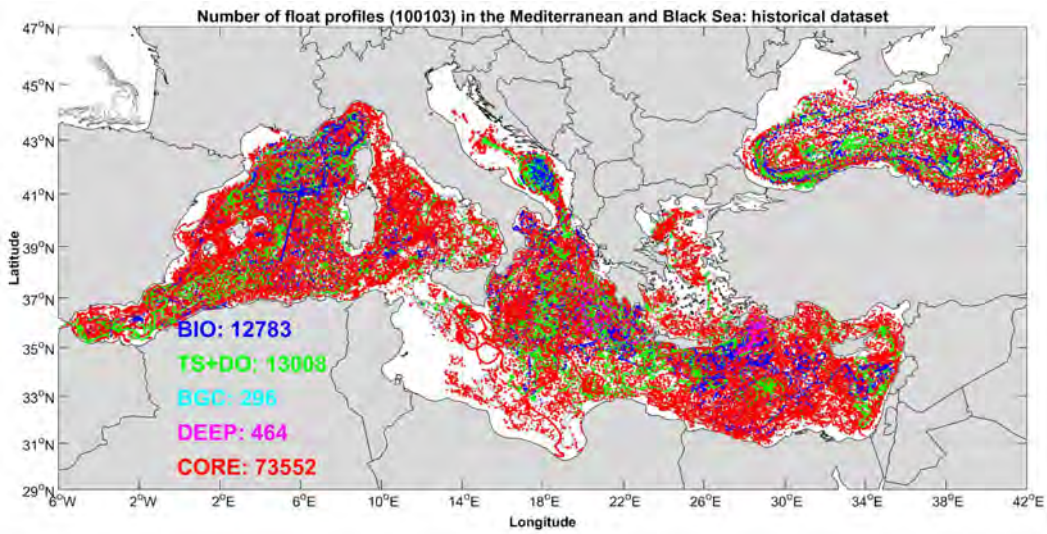 Number of float profiles (100103) in the Mediterranean and Black Sea: historical dataset
47°N
45°N
43°N
41°N
39°N
37°N
35°N
33°N
31°N
29°N
Latitude
BIO: 12783
TS+DO: 13008
BGC: 296
DEEP: 464
CORE: 73552
6°W
2°W
2°E
6°E
10°E
14°E
18°E
22°E
26°E
30°E
34°E
38°E
42°E
Longitude